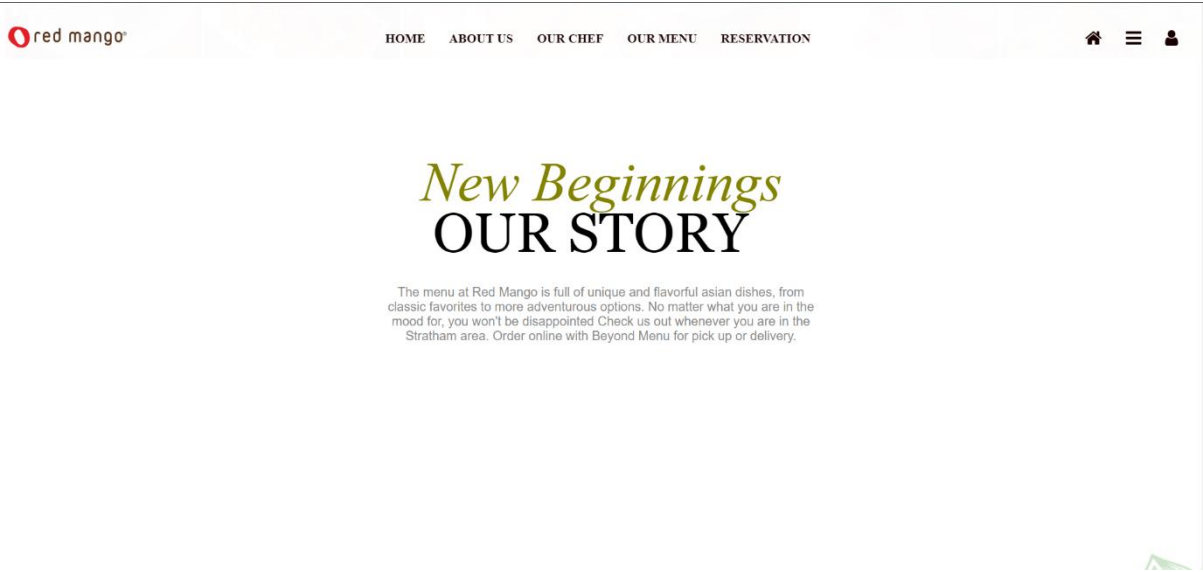 red mango
HOME ABOUT US OUR CHEF OUR MENU RESERVATION
New Beginnings
OUR STORY
The menu at Red Mango is full of unique and flavorful asian dishes, from
classic favorites to more adventurous options. No matter what you are in the
mood for, you won't be disappointed Check us out whenever you are in the
Stratham area. Order online with Beyond Menu for pick up or delivery.